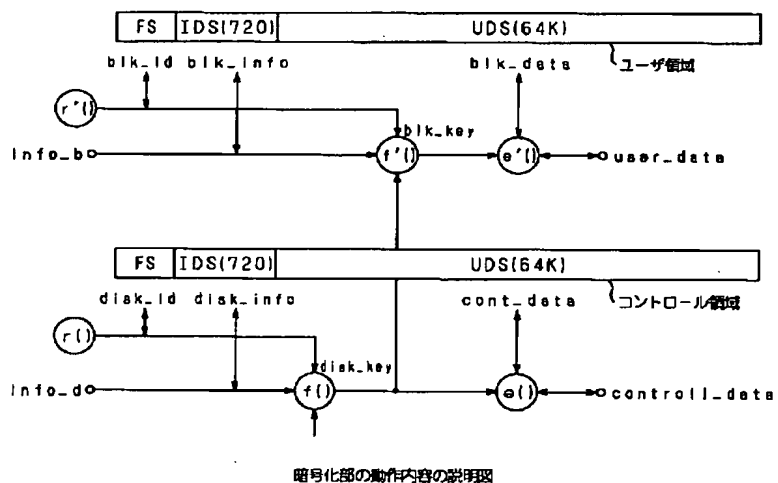 FS IDS(720) UDS(64K)
blk_id blk_info blk_data ユーザ領域
r'()
blk_key
info_b f'() e'() user_data
FS IDS(720) UDS(64K)
disk_id disk_info cont_data コントロール領域
r()
disk_key
info_d f() e() controll_data
暗号化部の動作内容の説明図